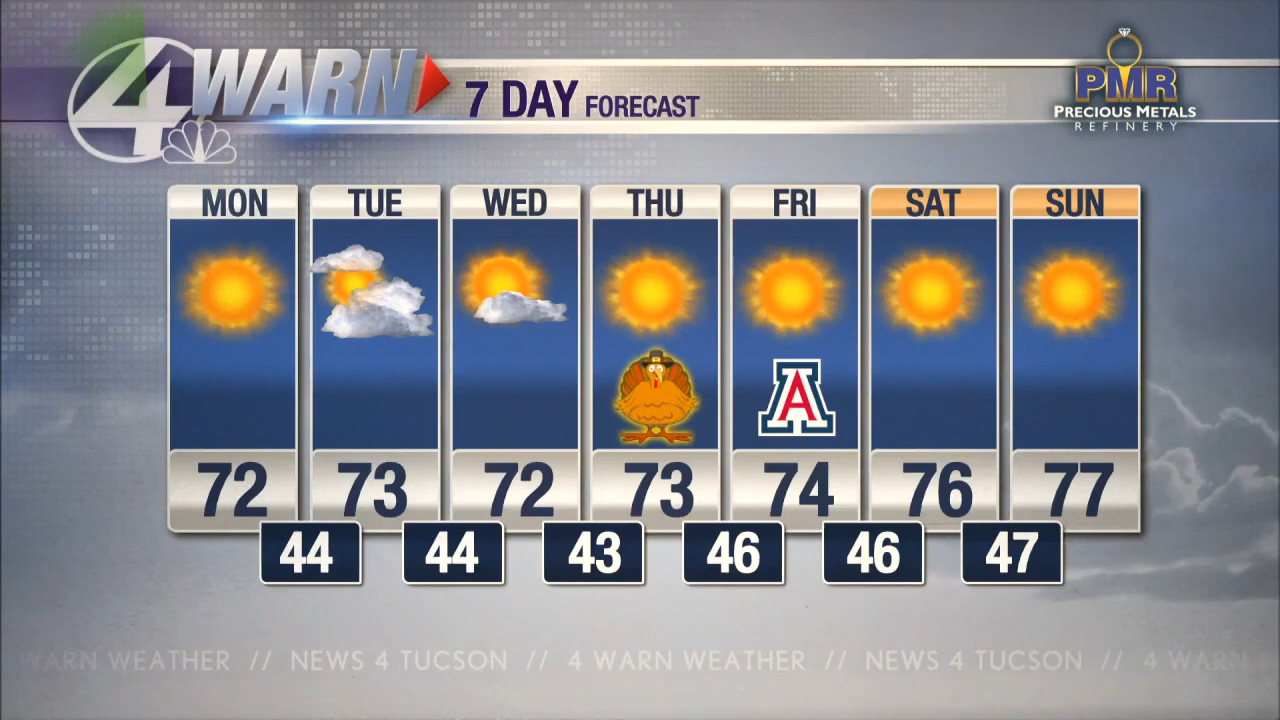 4 WARN
7 DAY FORECAST
PMR
PRECIOUS METALS
REFINERY
MON TUE WED THU FRI SAT SUN
A
72 73 72 73 74 76 77
44 44 43 46 46 47
WARN WEATHER // NEWS 4 TUCSON // 4 WARN WEATHER // NEWS 4 TUCSON // 4 WARN